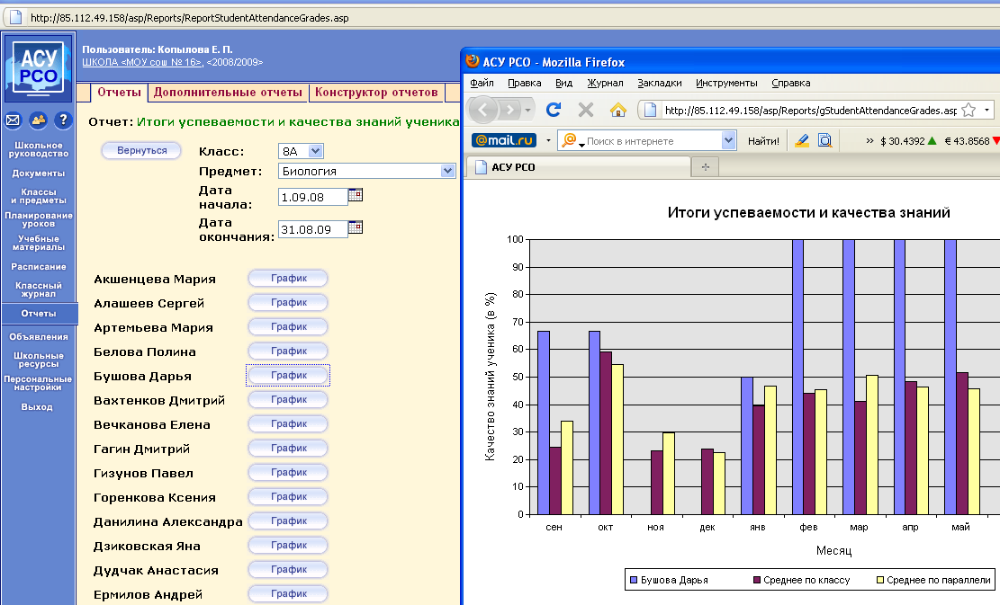 http://85.112.49.158/asp/Reports/ReportStudentAttendanceGrades.asp
АСУ
РСО
Пользователь: Копылова Е. П.
ШКОЛА <МОУ сош № 16>, <2008/2009>
Отчеты
Дополнительные отчеты
Конструктор отчетов
?
Школьное
руководство
Документы
Классы
и предметы
Планирование
уроков
Учебные
материалы
Расписание
Классный
журнал
Отчеты
Объявления
Школьные
ресурсы
Персональные
настройки
Выход
Отчет: Итоги успеваемости и качества знаний ученика
Вернуться
Класс: 8А
Предмет: Биология
Дата
начала: 1.09.08
Дата
окончания: 31.08.09
Акшенцева Мария График
Алашеев Сергей График
Артемьева Мария График
Белова Полина График
Бушова Дарья График
Вахтенков Дмитрий График
Вечканова Елена График
Гагин Дмитрий График
Гизунов Павел График
Горенкова Ксения График
Данилина Александра График
Дзиковская Яна График
Дудчак Анастасия График
Ермилов Андрей График
АСУ РСО - Mozilla Firefox
Файл Правка Вид Журнал Закладки Инструменты Справка
http://85.112.49.158/asp/Reports/gStudentAttendanceGrades.asp
@mail.ru Поиск в интернете Найти! » $ 30.4392 ▲ € 43.8568 ▼
АСУ РСО +
Итоги успеваемости и качества знаний
Качество знаний ученика (в %)
100
90
80
70
60
50
40
30
20
10
0
сен окт ноя дек янв фев мар апр май
Месяц
Бушова Дарья Среднее по классу Среднее по параллели